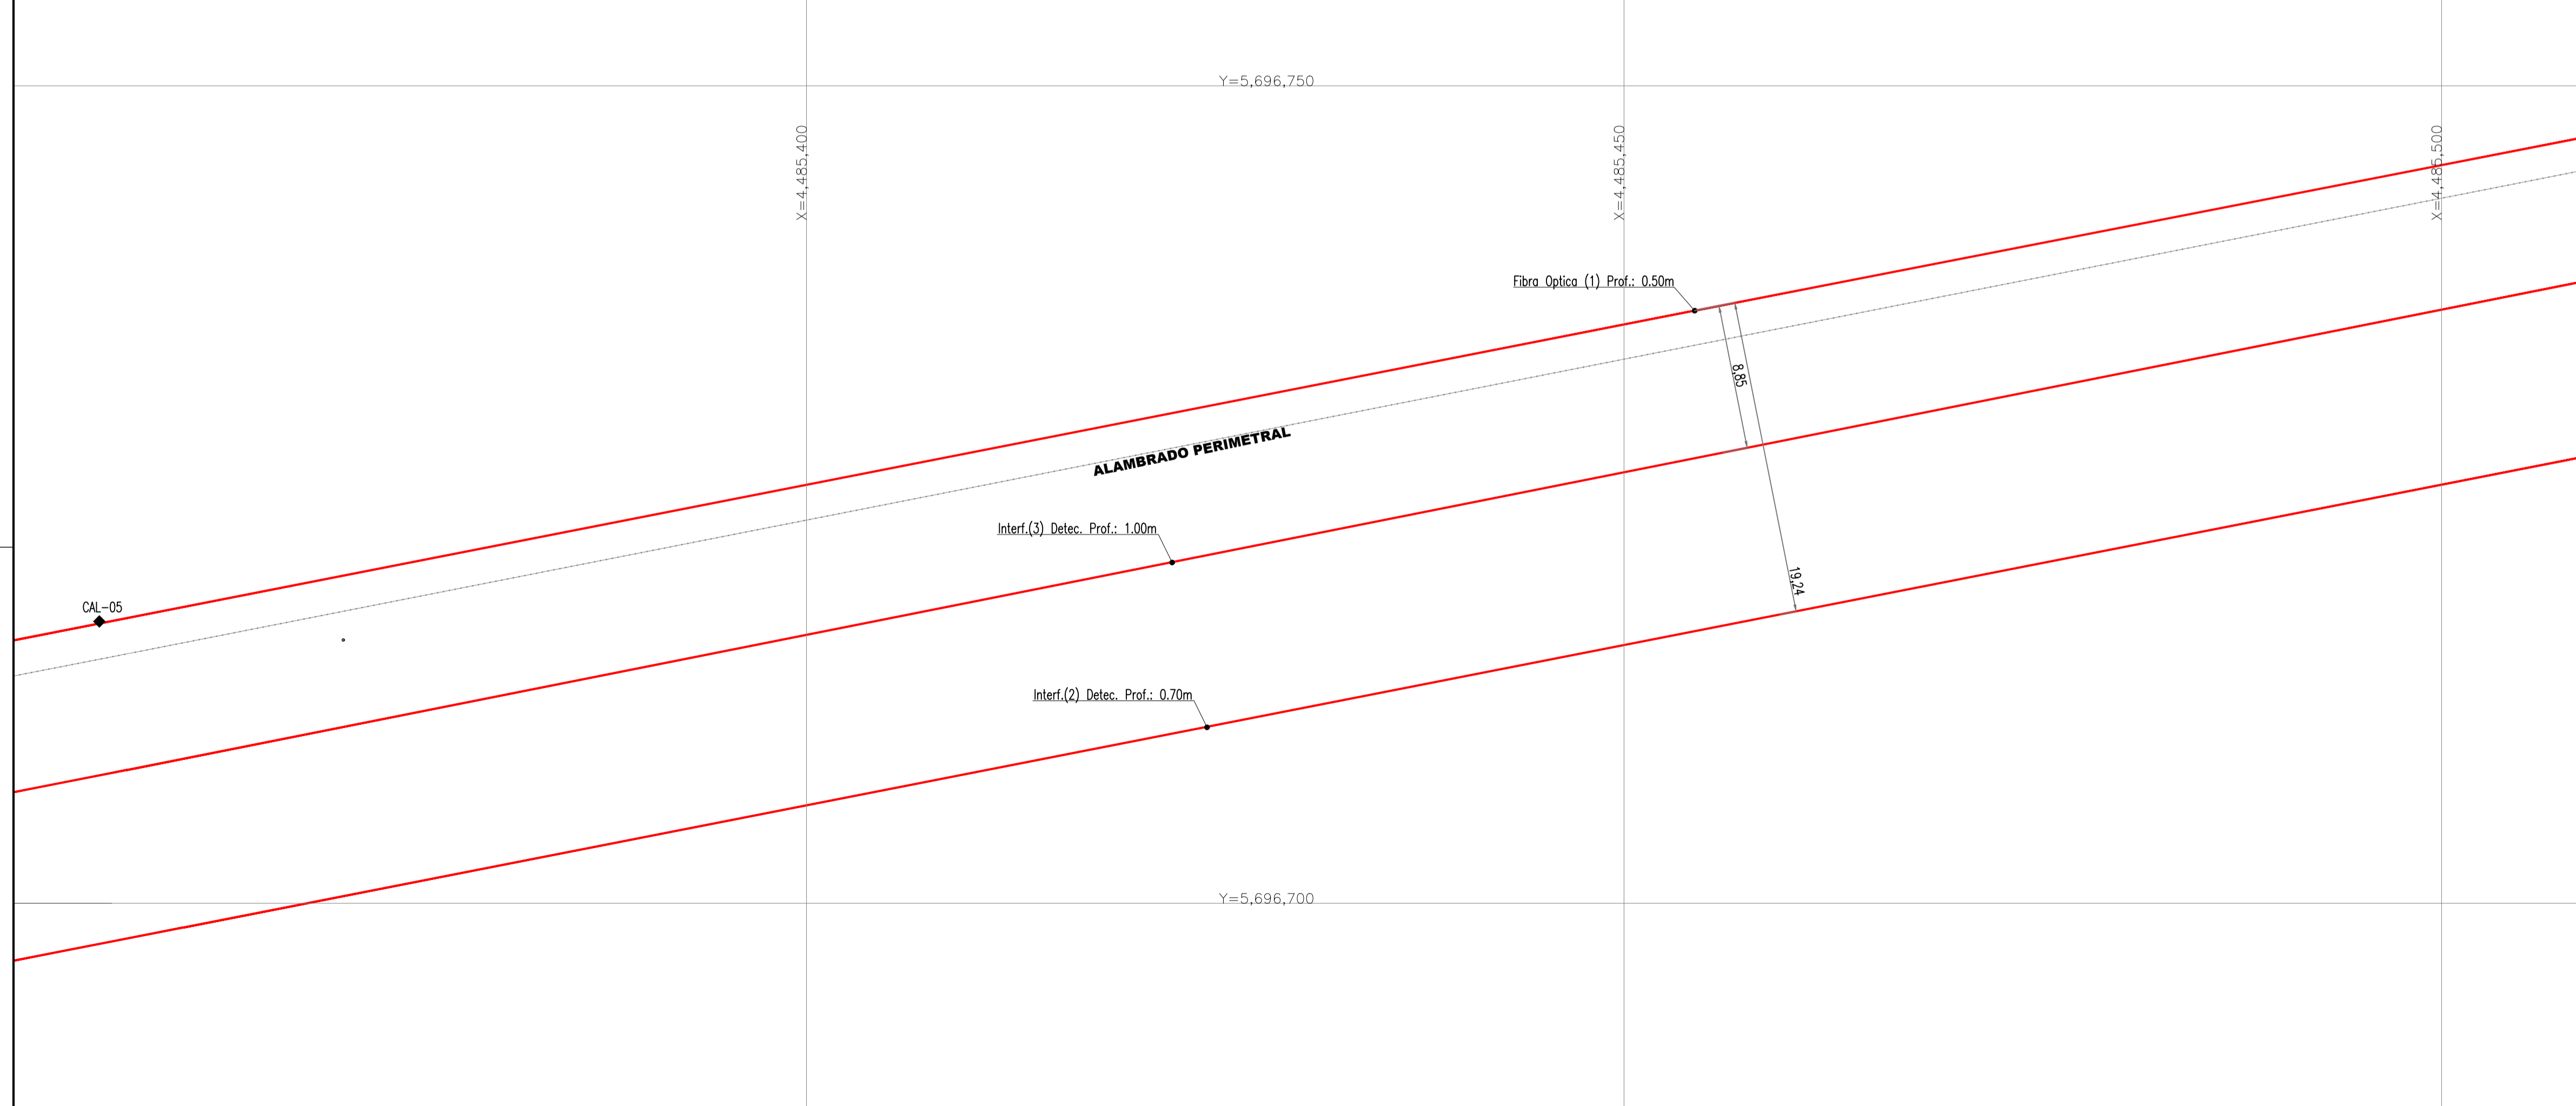 Y=5,696,750
X=4,485,400
X=4,485,450
X=4,485,500
Fibra Optica (1) Prof.: 0.50m
8,85
ALAMBRADO PERIMETRAL
Interf.(3) Detec. Prof.: 1.00m
19,24
CAL-05
Interf.(2) Detec. Prof.: 0.70m
Y=5,696,700